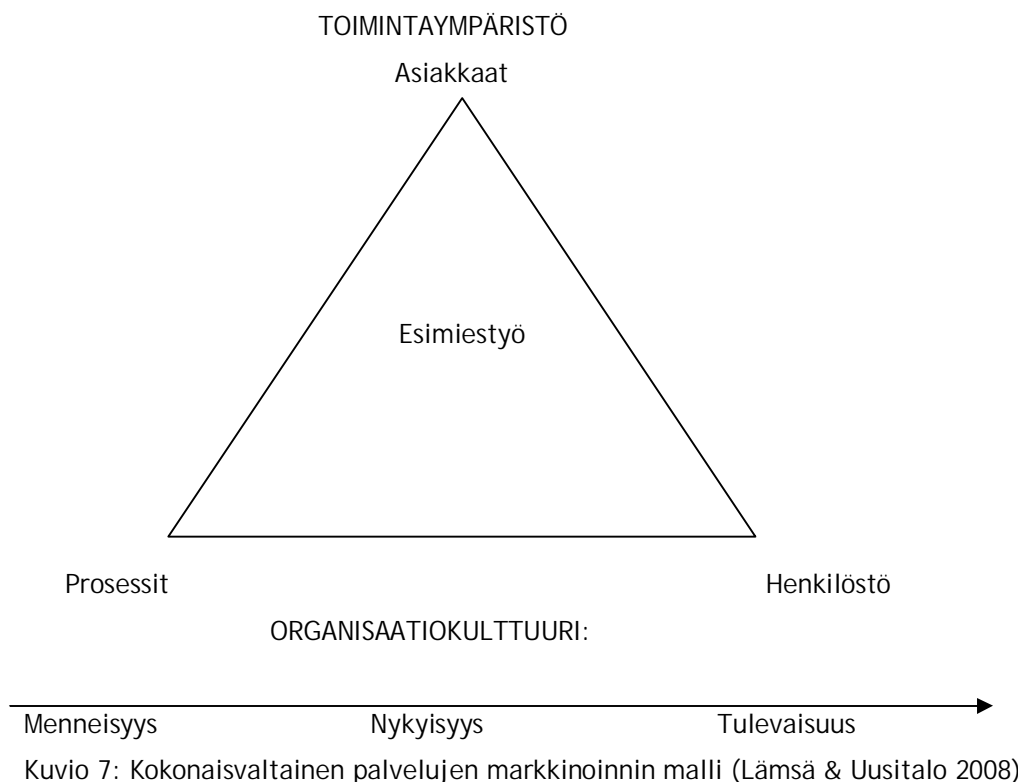 TOIMINTAYMPÄRISTÖ
Asiakkaat
Esimiestyö
Prosessit Henkilöstö
ORGANISAATIOKULTTUURI:
Menneisyys Nykyisyys Tulevaisuus
Kuvio 7: Kokonaisvaltainen palvelujen markkinoinnin malli (Lämsä & Uusitalo 2008)